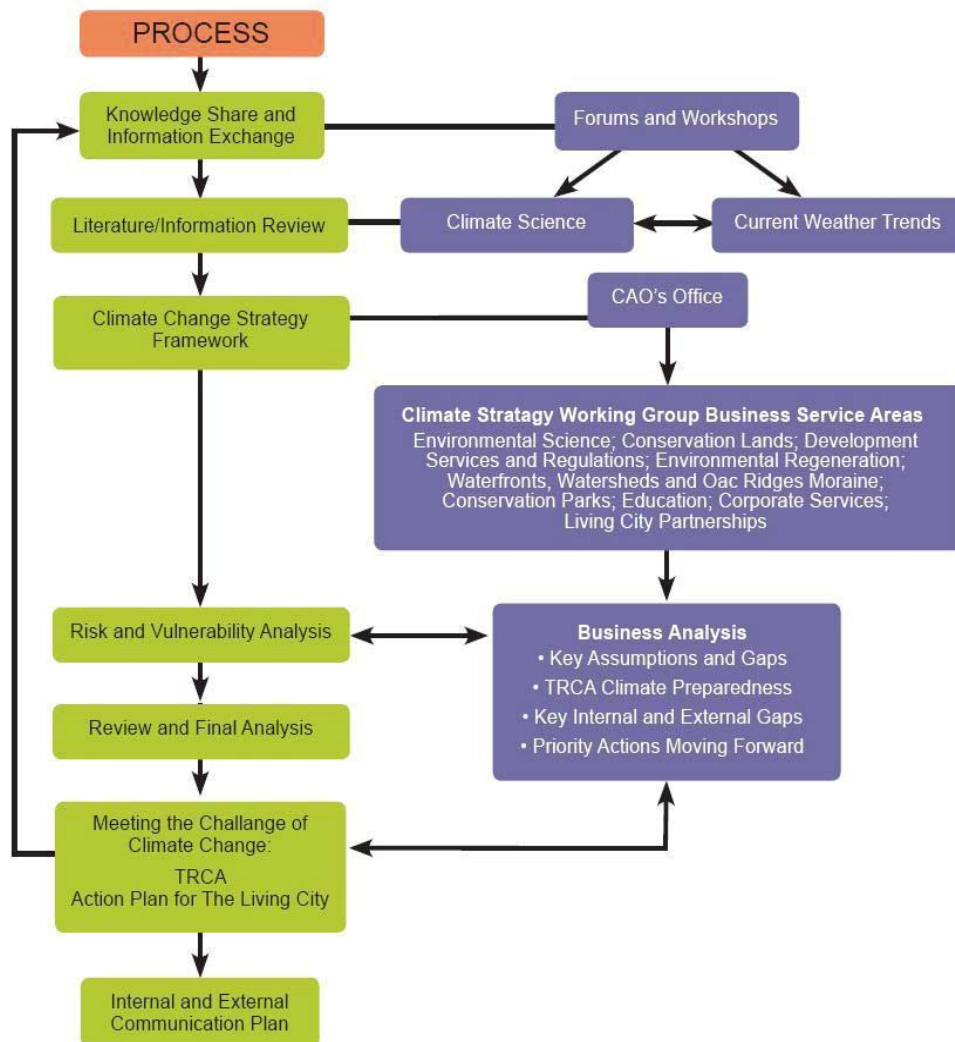 PROCESS
Knowledge Share and
Information Exchange
Forums and Workshops
Literature/Information Review
Climate Science
Current Weather Trends
CAO's Office
Climate Change Strategy
Framework
Climate Stratagy Working Group Business Service Areas
Environmental Science; Conservation Lands; Development
Services and Regulations; Environmental Regeneration;
Waterfronts, Watersheds and Oac Ridges Moraine;
Conservation Parks; Education; Corporate Services;
Living City Partnerships
Risk and Vulnerability Analysis
Business Analysis
• Key Assumptions and Gaps
• TRCA Climate Preparedness
• Key Internal and External Gaps
• Priority Actions Moving Forward
Review and Final Analysis
Meeting the Challange of
Climate Change:
TRCA
Action Plan for The Living City
Internal and External
Communication Plan